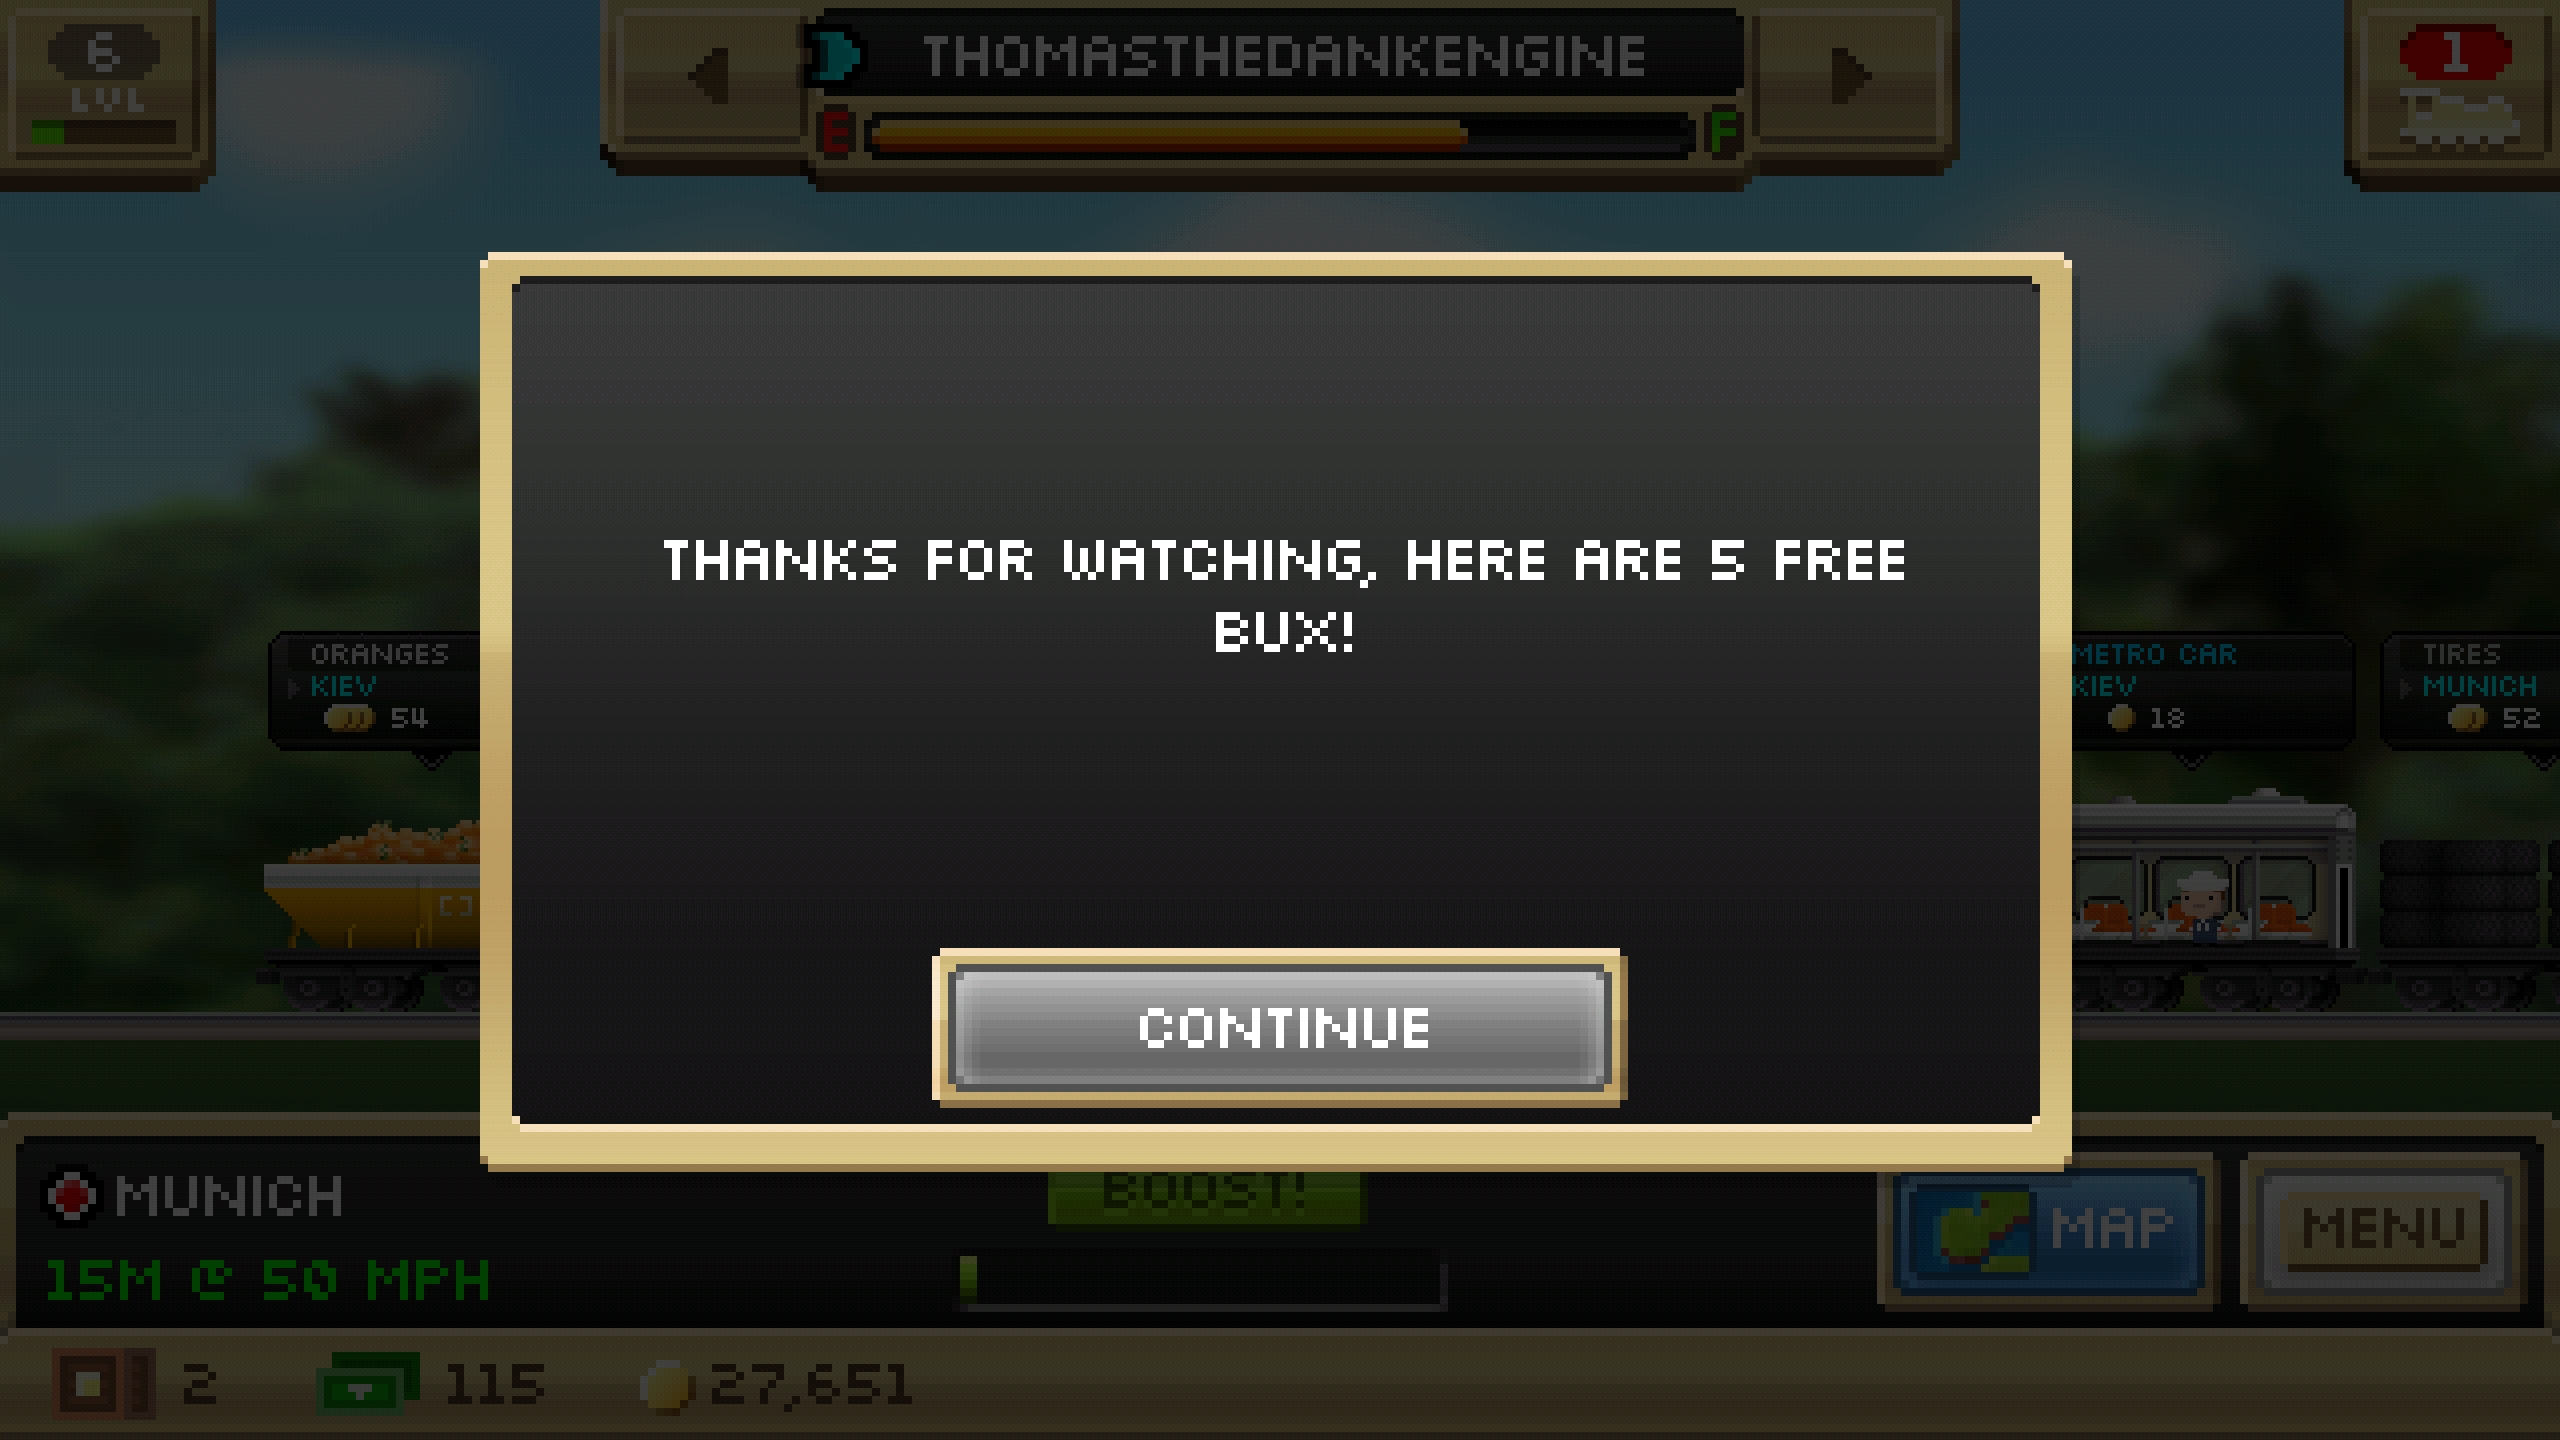 6
LVL
THOMASTHEDANKENGINE
E F
1
THANKS FOR WATCHING, HERE ARE 5 FREE
BUX!
ORANGES
KIEV
54
METRO CAR
KIEV
18
TIRES
MUNICH
52
CONTINUE
MUNICH
15M @ 50 MPH
BOOST!
MAP
MENU
2 115 27,651